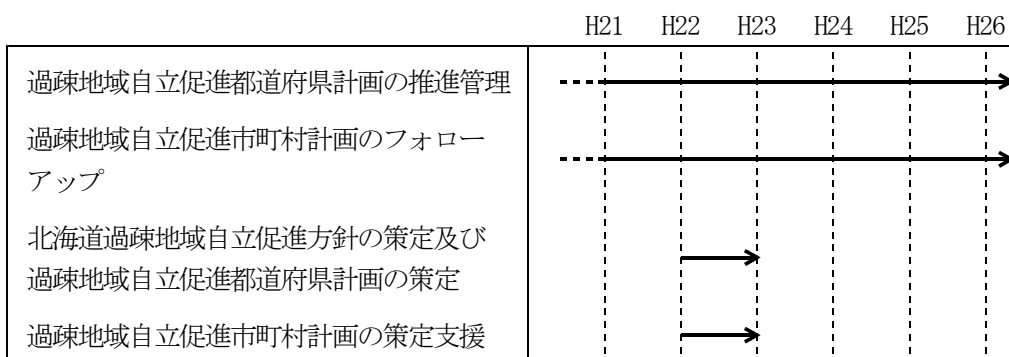 H21 H22 H23 H24 H25 H26
過疎地域自立促進都道府県計画の推進管理
過疎地域自立促進市町村計画のフォロー
アップ
北海道過疎地域自立促進方針の策定及び
過疎地域自立促進都道府県計画の策定
過疎地域自立促進市町村計画の策定支援